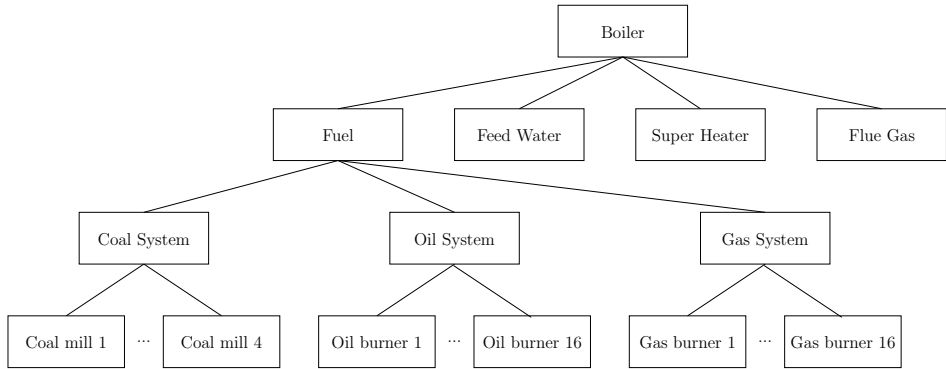 Boiler
Fuel
Feed Water
Super Heater
Flue Gas
Coal System
Oil System
Gas System
Coal mill 1
...
Coal mill 4
Oil burner 1
...
Oil burner 16
Gas burner 1
...
Gas burner 16